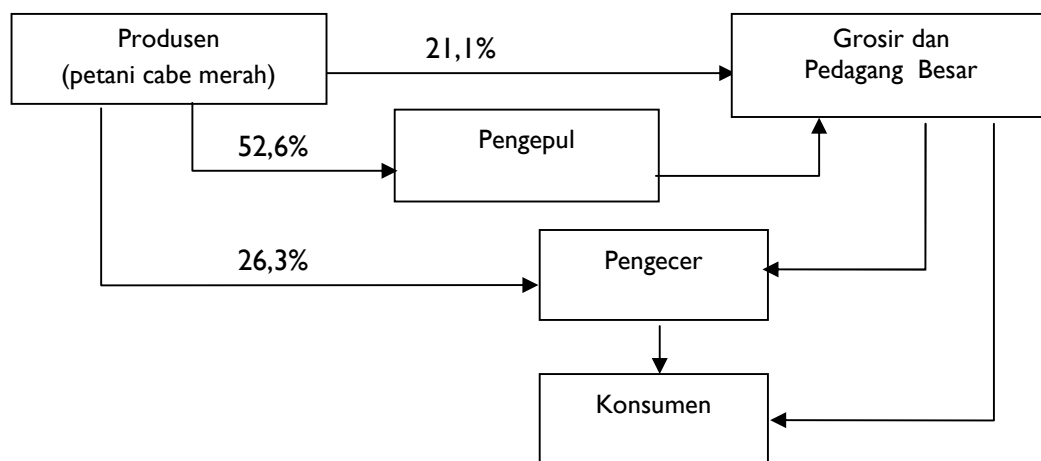 Produsen
(petani cabe merah)
21,1%
Grosir dan
Pedagang Besar
52,6%
Pengepul
26,3%
Pengecer
Konsumen